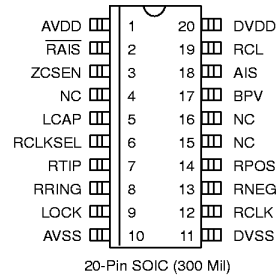 AVDD 1 20 DVDD
RAIS 2 19 RCL
ZCSEN 3 18 AIS
NC 4 17 BPV
LCAP 5 16 NC
RCLKSEL 6 15 NC
RTIP 7 14 RPOS
RRING 8 13 RNEG
LOCK 9 12 RCLK
AVSS 10 11 DVSS
20-Pin SOIC (300 Mil)